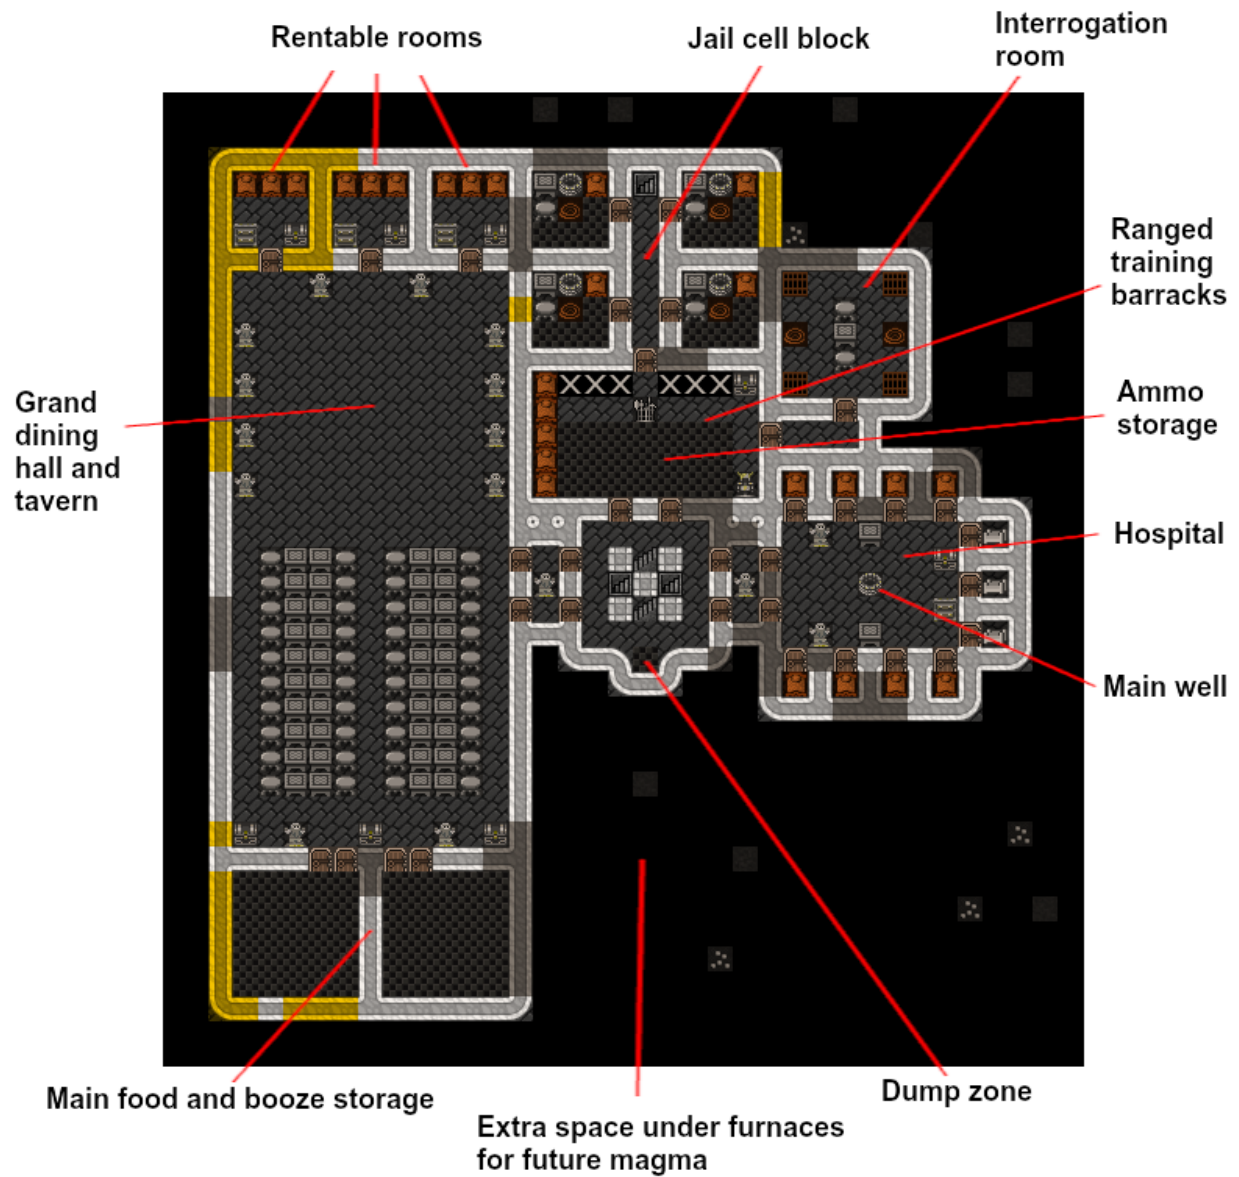 Rentable rooms
Jail cell block
Interrogation
room
Ranged
training
barracks
Ammo
storage
Grand
dining
hall and
tavern
Hospital
Main well
Main food and booze storage
Dump zone
Extra space under furnaces
for future magma